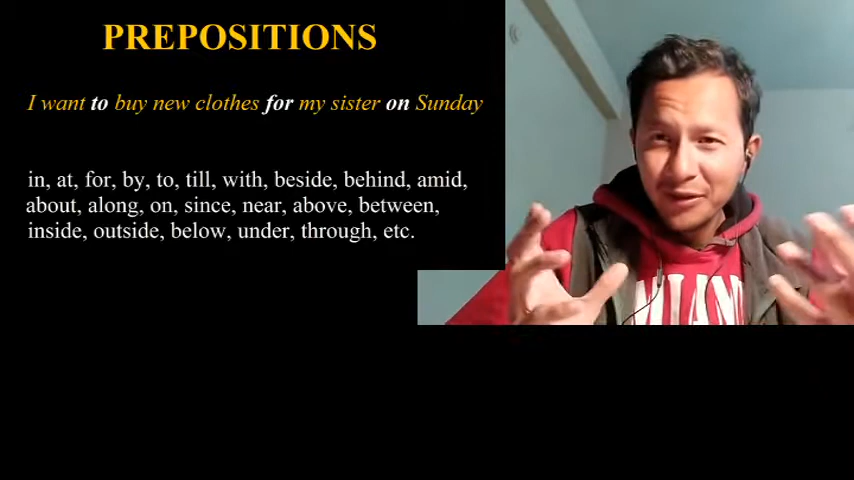 PREPOSITIONS
I want to buy new clothes for my sister on Sunday
in, at, for, by, to, till, with, beside, behind, amid,
about, along, on, since, near, above, between,
inside, outside, below, under, through, etc.